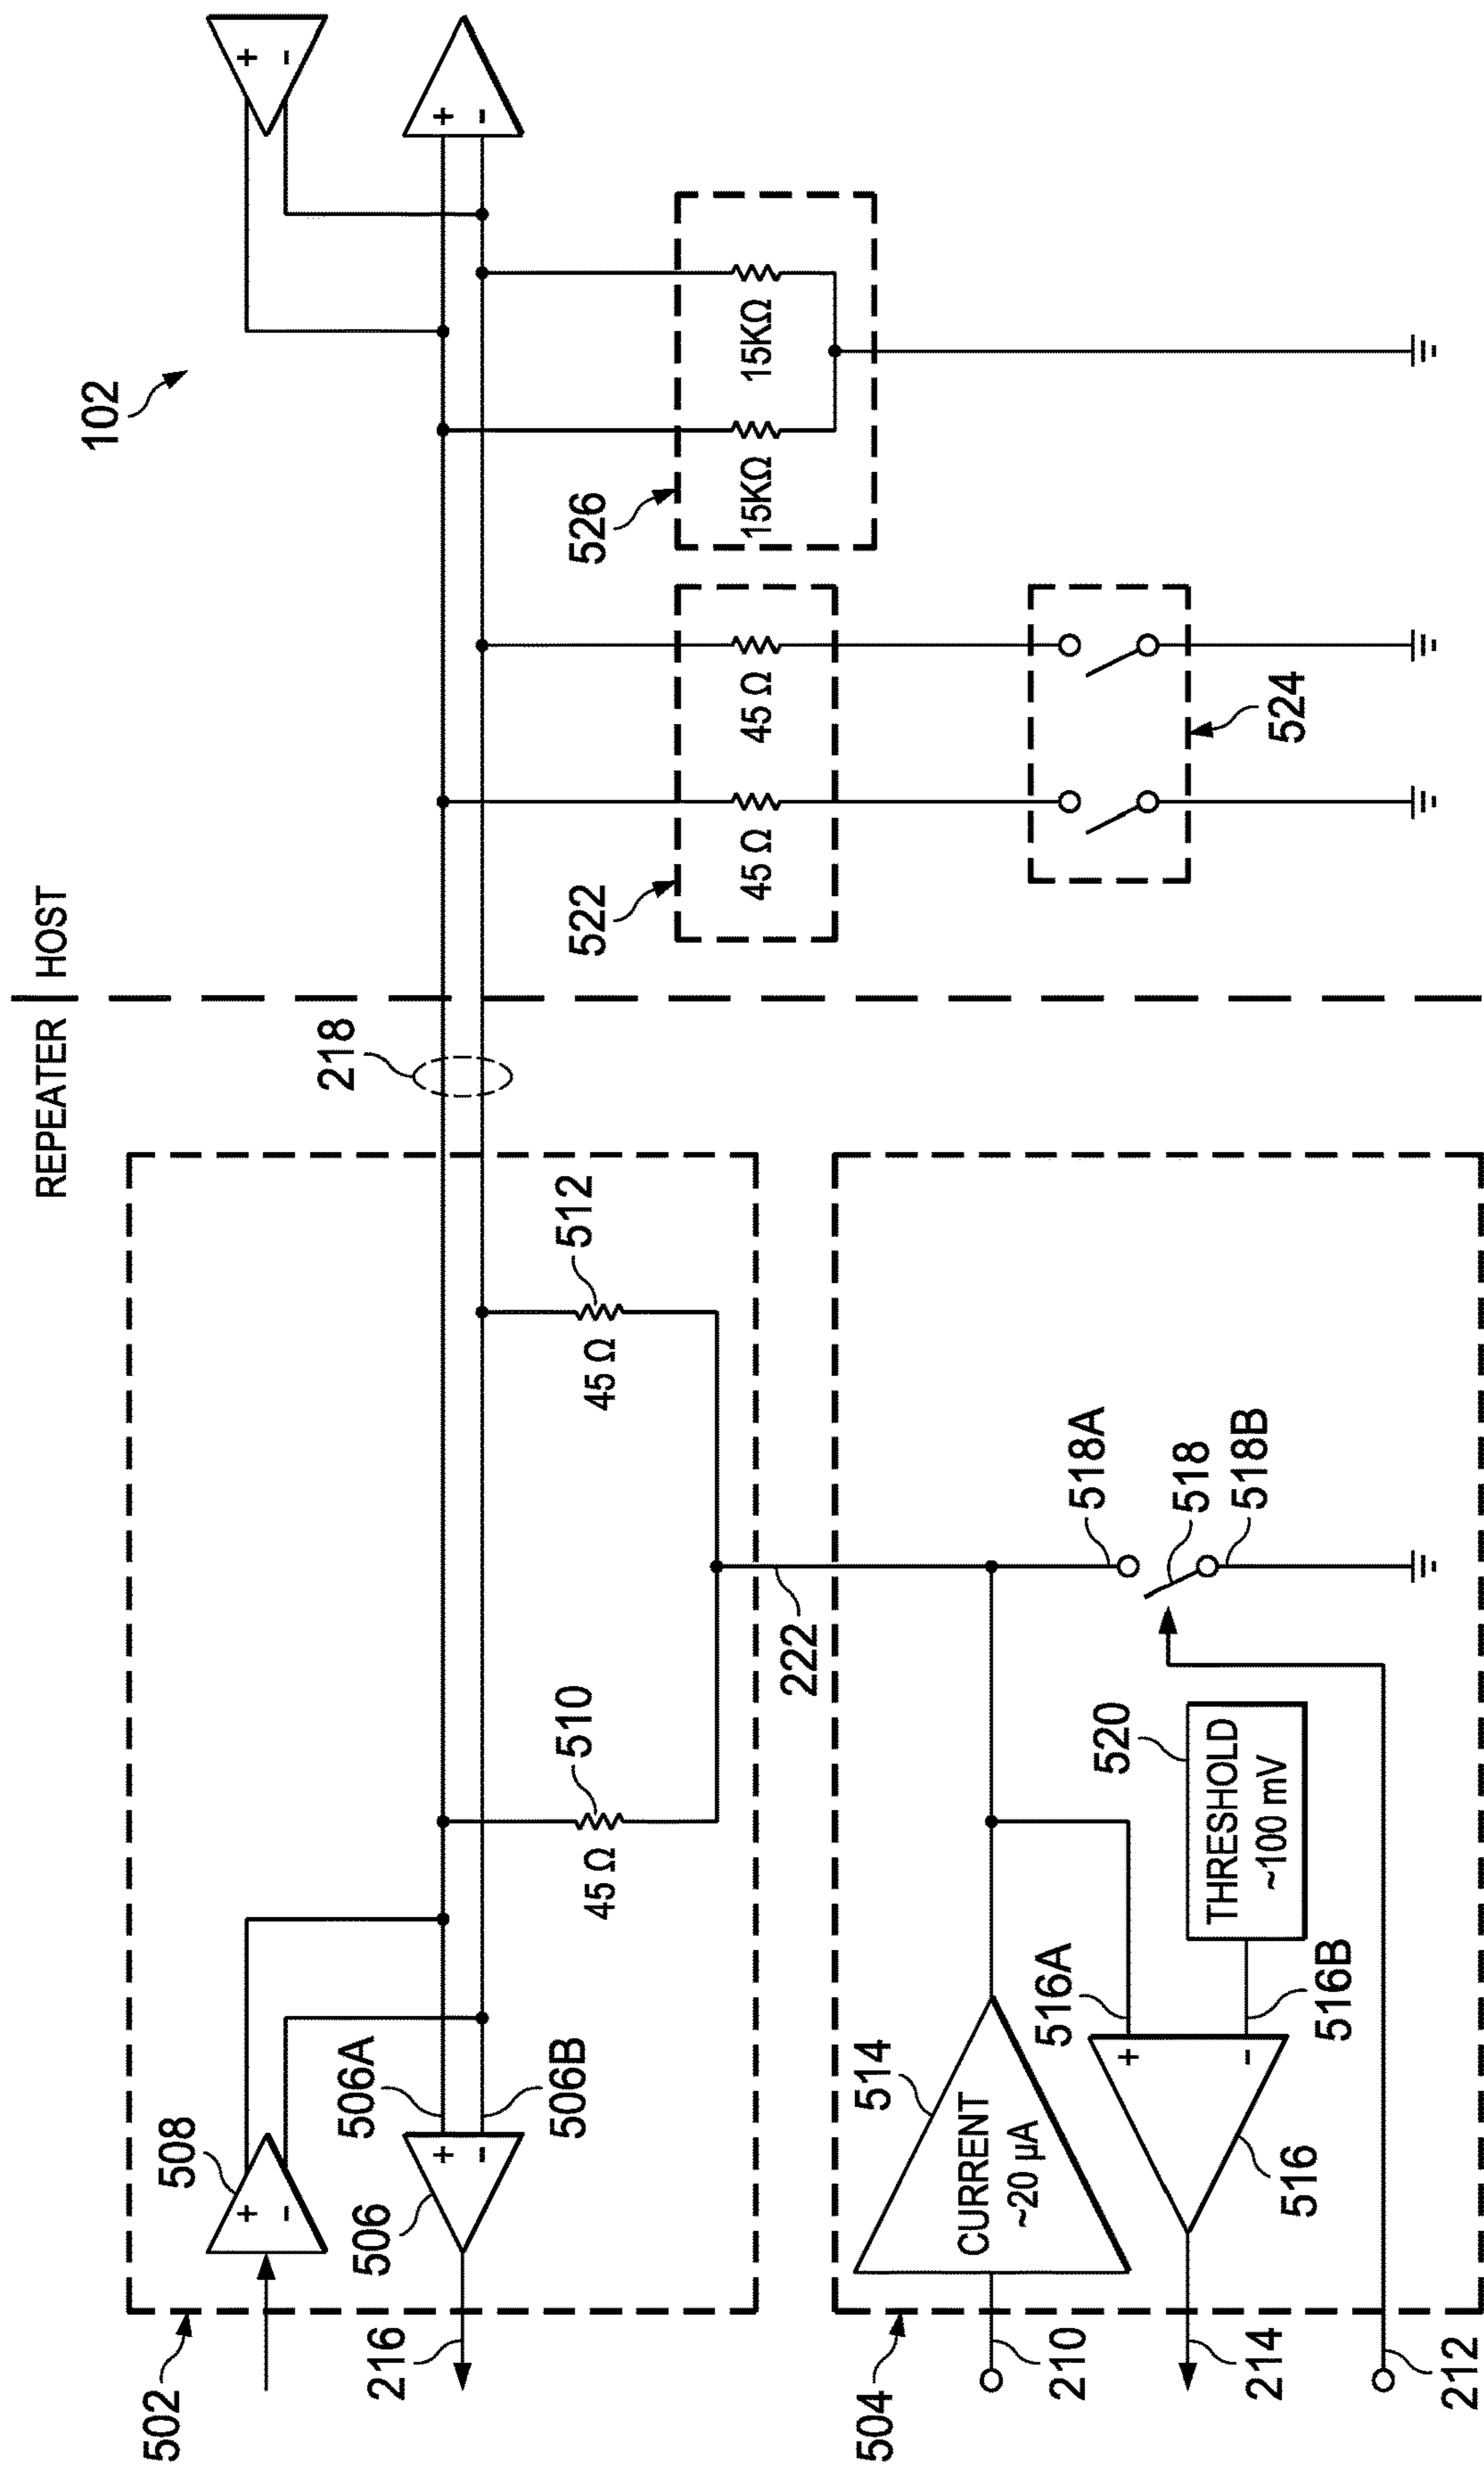 102
REPEATER | HOST
218
502
508
+
-
506
506A
506B
+
-
216
510
45 Ω
512
45 Ω
222
+
-
+
-
522
45 Ω
45 Ω
524
526
15KΩ
15KΩ
504
514
CURRENT
~20 µA
210
516A
516B
+
-
516
214
520
THRESHOLD
~100 mV
518A
518
518B
212